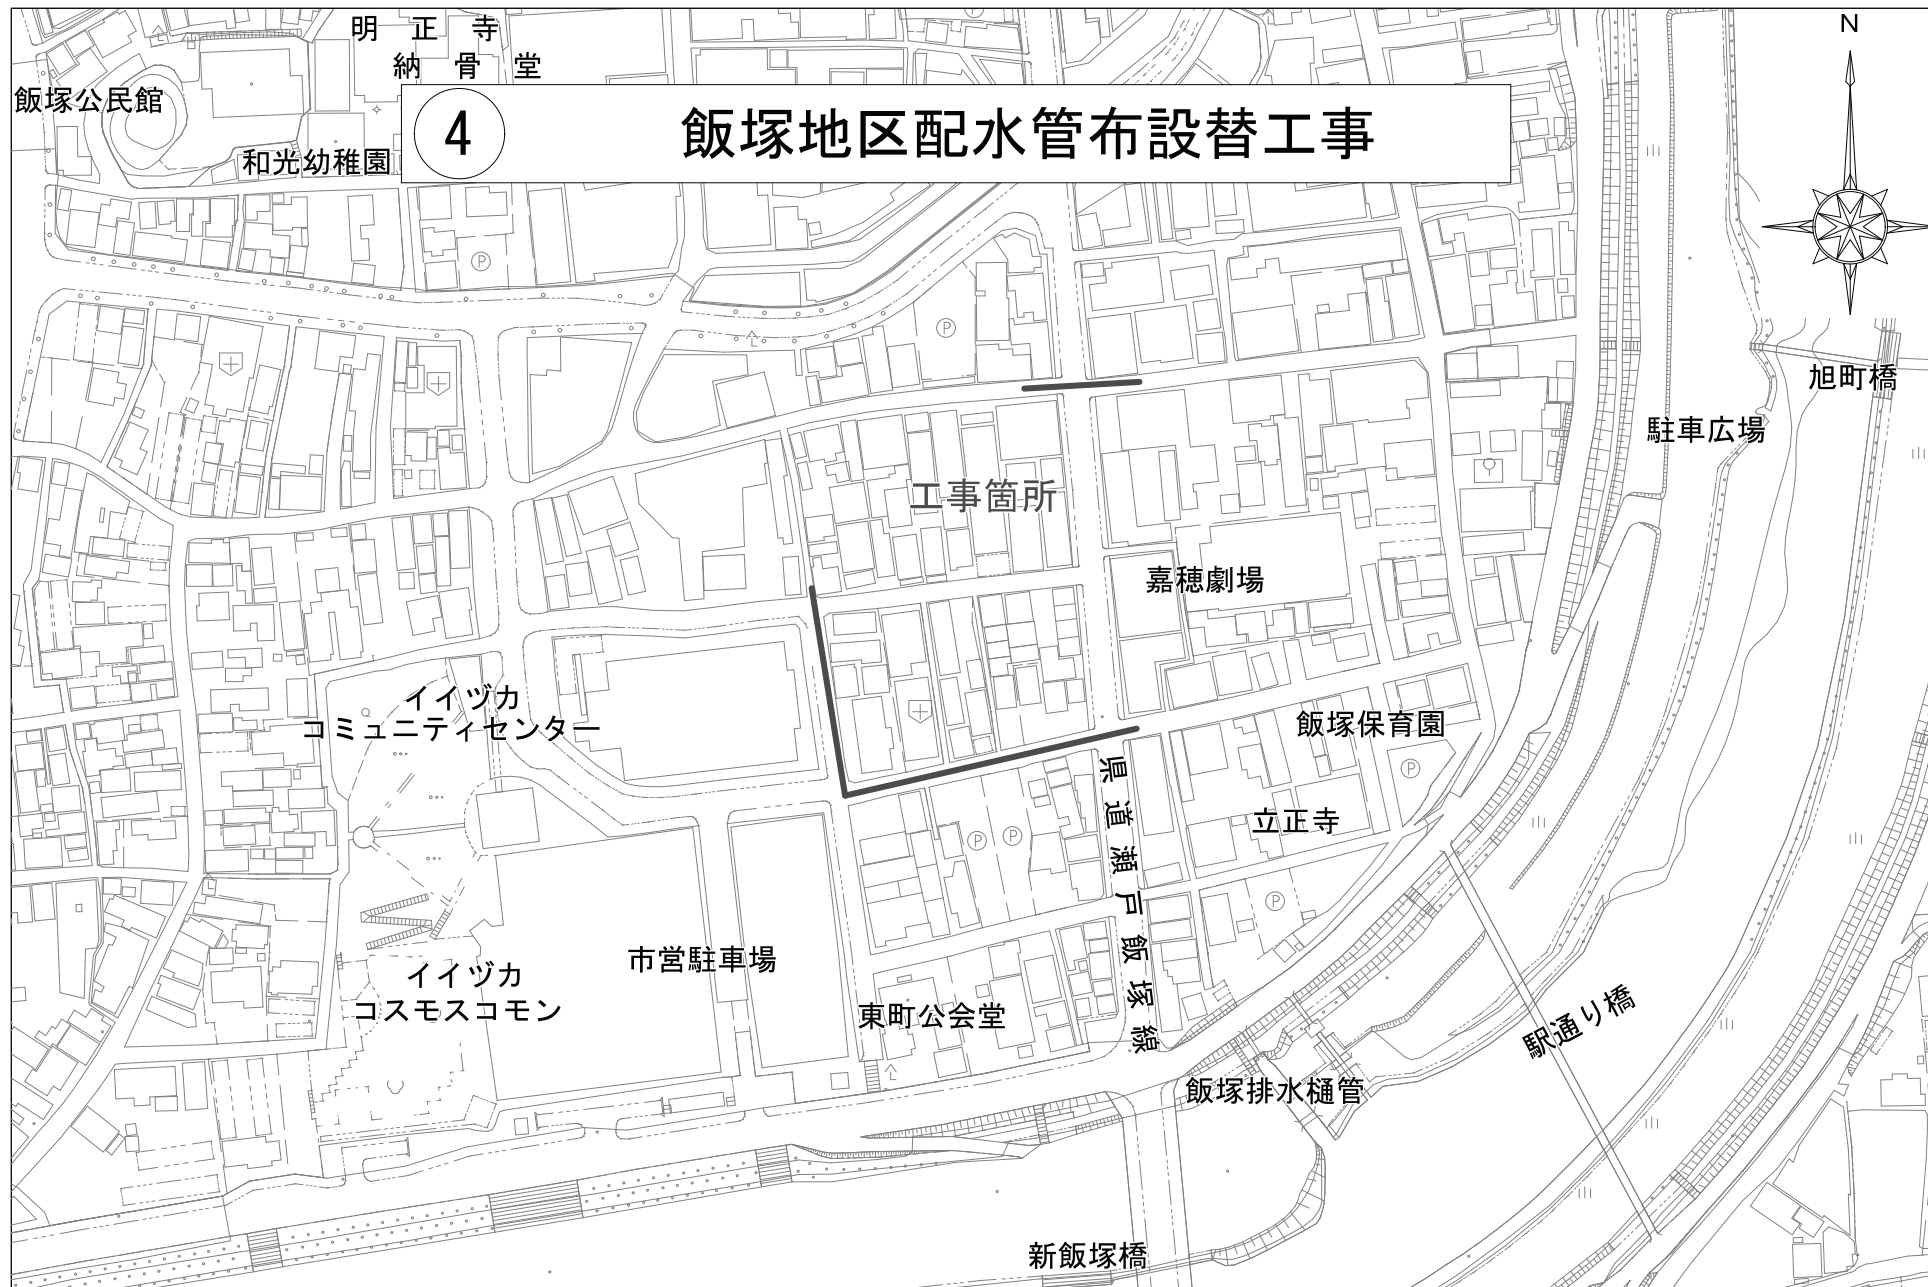 明正寺
納骨堂
N
飯塚公民館
④ 飯塚地区配水管布設替工事
和光幼稚園
P
P
旭町橋
駐車広場
工事箇所
嘉穂劇場
イイヅカ
コミュニティセンター
飯塚保育園
P
県道瀬戸飯塚線
立正寺
P
P
P
市営駐車場
イイヅカ
コスモスコモン
東町公会堂
駅通り橋
飯塚排水樋管
新飯塚橋